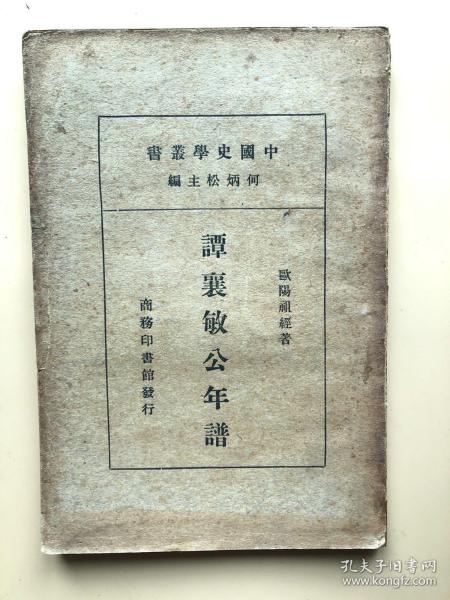 中國史學叢書
何炳松主編
歐陽祖經著
譚襄敏公年譜
商務印書館發行
孔夫子旧书网
www.kongfz.com